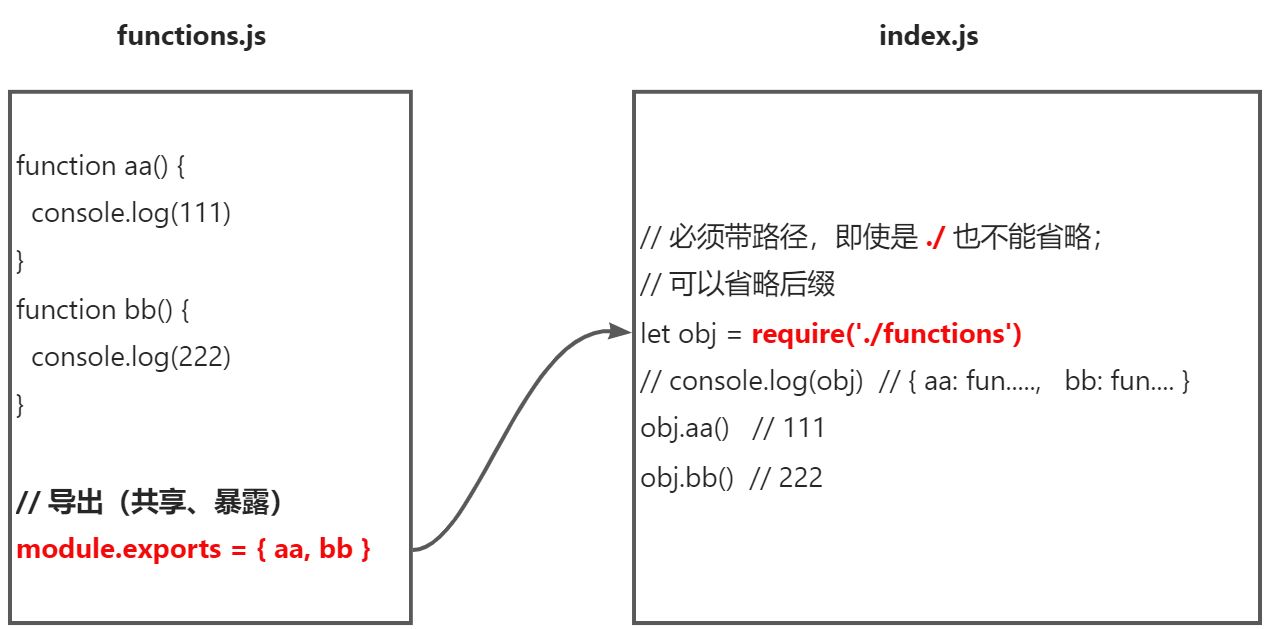 functions.js
function aa() {
  console.log(111)
}
function bb() {
  console.log(222)
}
// 导出（共享、暴露）
module.exports = { aa, bb }
index.js
// 必须带路径，即使是 ./ 也不能省略；
// 可以省略后缀
let obj = require('./functions')
// console.log(obj)  // { aa: fun.....,   bb: fun.... }
obj.aa()   // 111
obj.bb()  // 222